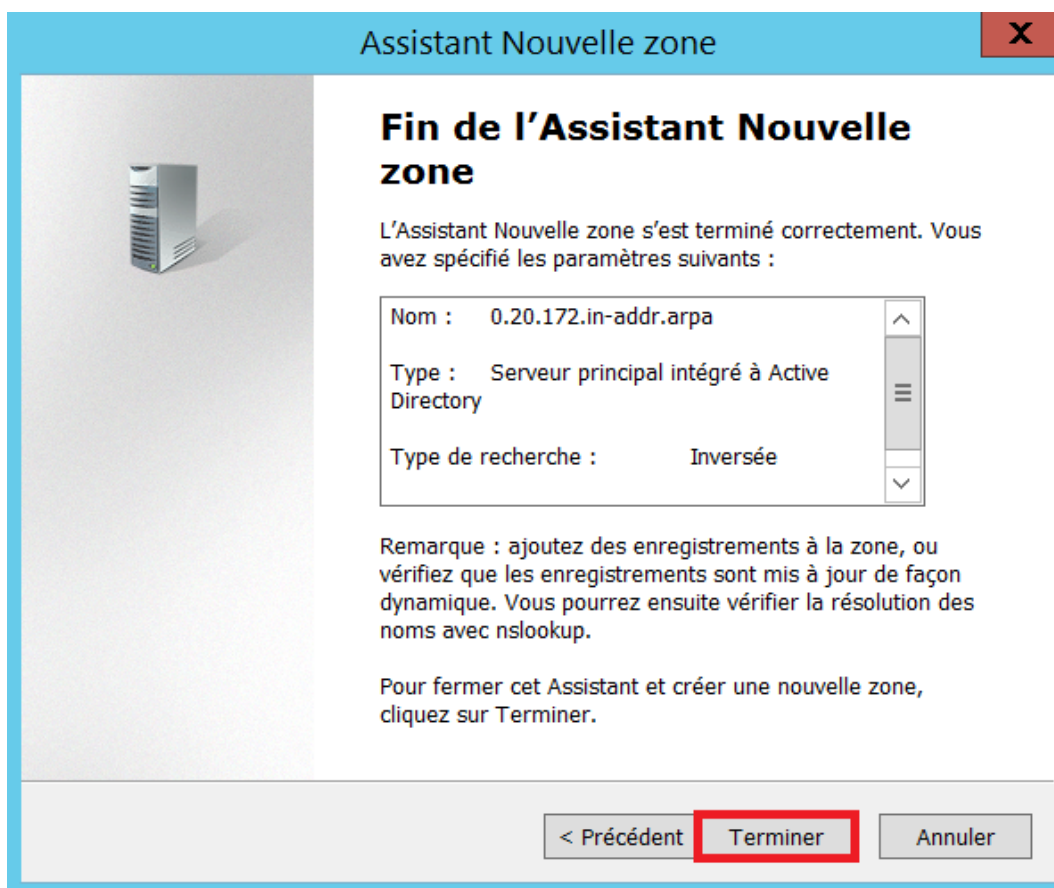 Assistant Nouvelle zone
X
Fin de l’Assistant Nouvelle
zone
L’Assistant Nouvelle zone s’est terminé correctement. Vous
avez spécifié les paramètres suivants :
Nom : 0.20.172.in-addr.arpa
Type : Serveur principal intégré à Active
Directory
Type de recherche : Inversée
Remarque : ajoutez des enregistrements à la zone, ou
vérifiez que les enregistrements sont mis à jour de façon
dynamique. Vous pourrez ensuite vérifier la résolution des
noms avec nslookup.
Pour fermer cet Assistant et créer une nouvelle zone,
cliquez sur Terminer.
< Précédent Terminer Annuler